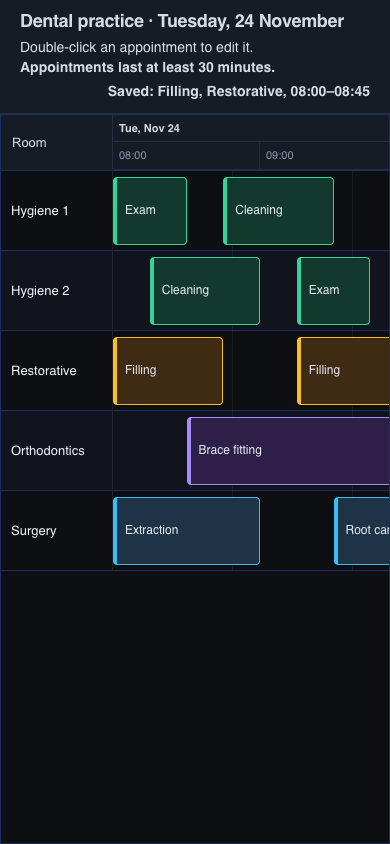 Dental practice · Tuesday, 24 November
Double-click an appointment to edit it.
Appointments last at least 30 minutes.
Saved: Filling, Restorative, 08:00–08:45
Room
Tue, Nov 24
08:00
09:00
Hygiene 1
Exam
Cleaning
Hygiene 2
Cleaning
Exam
Restorative
Filling
Filling
Orthodontics
Brace fitting
Surgery
Extraction
Root